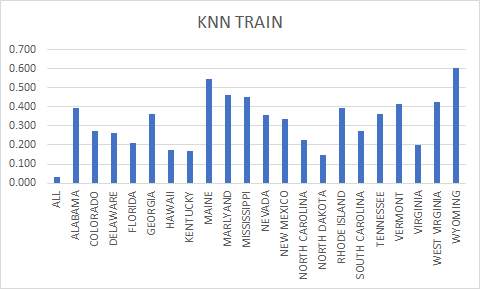 KNN TRAIN
0.700
0.600
0.500
0.400
0.300
0.200
0.100
0.000
ALL
ALABAMA
COLORADO
DELAWARE
FLORIDA
GEORGIA
HAWAII
KENTUCKY
MAINE
MARLYAND
MISSISSIPPI
NEVADA
NEW MEXICO
NORTH CAROLINA
NORTH DAKOTA
RHODE ISLAND
SOUTH CAROLINA
TENNESSEE
VERMONT
VIRGINIA
WEST VIRGINIA
WYOMING